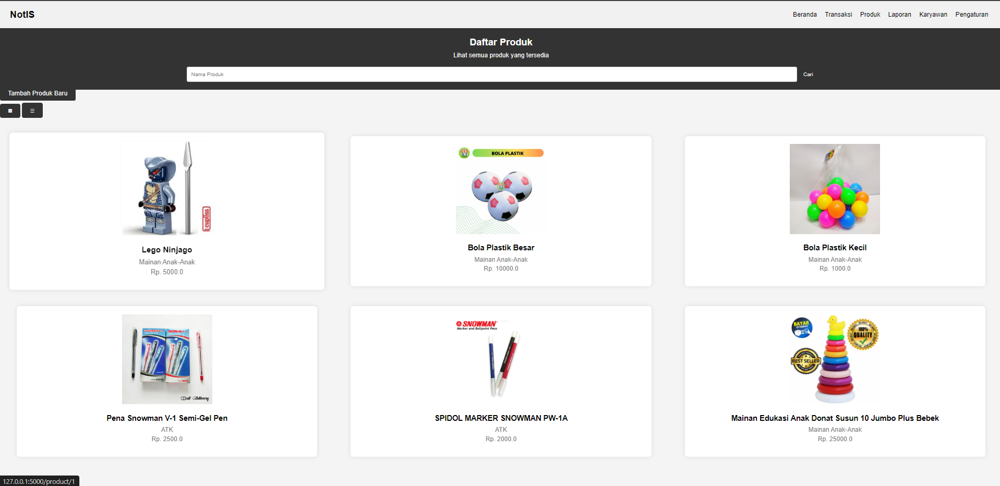 NotIS
Beranda Transaksi Produk Laporan Karyawan Pengaturan
Daftar Produk
Lihat semua produk yang tersedia
Nama Produk Cari
Tambah Produk Baru
cupliss
Lego Ninjago
Mainan Anak-Anak
Rp. 5000.0
BOLA PLASTIK
Bola Plastik Besar
Mainan Anak-Anak
Rp. 10000.0
Bola Plastik Kecil
Mainan Anak-Anak
Rp. 1000.0
SNOWMAN V-1
Bali Stationery
Pena Snowman V-1 Semi-Gel Pen
ATK
Rp. 2500.0
SNOWMAN
Marker and Ballpoint Pens
SPIDOL MARKER SNOWMAN PW-1A
ATK
Rp. 2000.0
BAYAR
DI TEMPAT
100%
QUALITY
BEST SELLER
Mainan Edukasi Anak Donat Susun 10 Jumbo Plus Bebek
Mainan Anak-Anak
Rp. 25000.0
127.0.0.1:5000/product/1